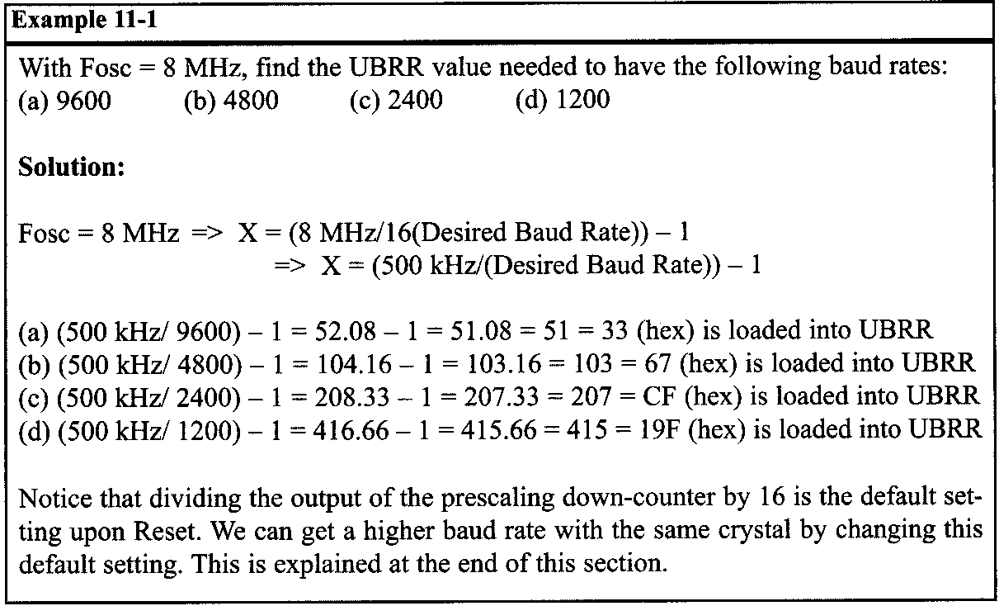 Example 11-1
With Fosc = 8 MHz, find the UBRR value needed to have the following baud rates:
(a) 9600 (b) 4800 (c) 2400 (d) 1200
Solution:
Fosc = 8 MHz => X = (8 MHz/16(Desired Baud Rate)) – 1
=> X = (500 kHz/(Desired Baud Rate)) – 1
(a) (500 kHz/ 9600) – 1 = 52.08 – 1 = 51.08 = 51 = 33 (hex) is loaded into UBRR
(b) (500 kHz/ 4800) – 1 = 104.16 – 1 = 103.16 = 103 = 67 (hex) is loaded into UBRR
(c) (500 kHz/ 2400) – 1 = 208.33 – 1 = 207.33 = 207 = CF (hex) is loaded into UBRR
(d) (500 kHz/ 1200) – 1 = 416.66 – 1 = 415.66 = 415 = 19F (hex) is loaded into UBRR
Notice that dividing the output of the prescaling down-counter by 16 is the default set-
ting upon Reset. We can get a higher baud rate with the same crystal by changing this
default setting. This is explained at the end of this section.